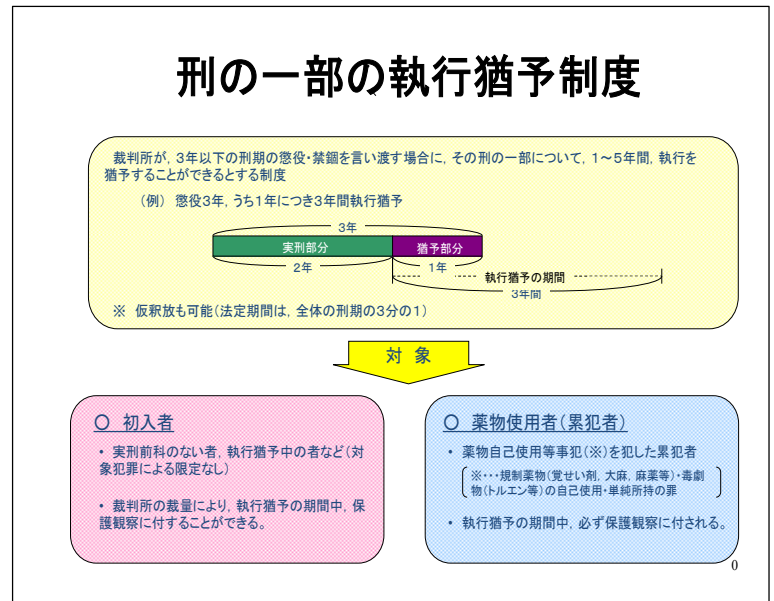 刑の一部の執行猶予制度
裁判所が，3年以下の刑期の懲役・禁錮を言い渡す場合に，その刑の一部について，1～5年間，執行を
猶予することができるとする制度
（例） 懲役3年，うち1年につき3年間執行猶予
3年
実刑部分
猶予部分
2年
1年
執行猶予の期間
3年間
※ 仮釈放も可能（法定期間は，全体の刑期の3分の1）
対 象
〇 初入者
・ 実刑前科のない者，執行猶予中の者など（対
象犯罪による限定なし）
・ 裁判所の裁量により，執行猶予の期間中，保
護観察に付することができる。
〇 薬物使用者（累犯者）
・ 薬物自己使用等事犯（※）を犯した累犯者
※・・・規制薬物（覚せい剤，大麻，麻薬等）・毒劇
物（トルエン等）の自己使用・単純所持の罪
・ 執行猶予の期間中，必ず保護観察に付される。
0